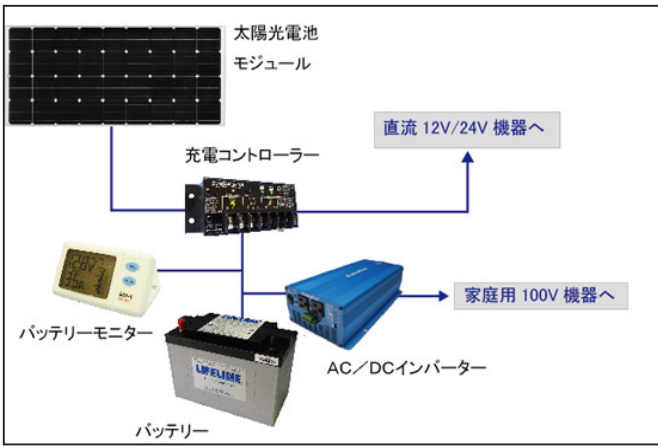 太陽光電池
モジュール
直流 12V/24V 機器へ
充電コントローラー
家庭用 100V 機器へ
バッテリーモニター
AC/DCインバーター
LIFELINE
バッテリー